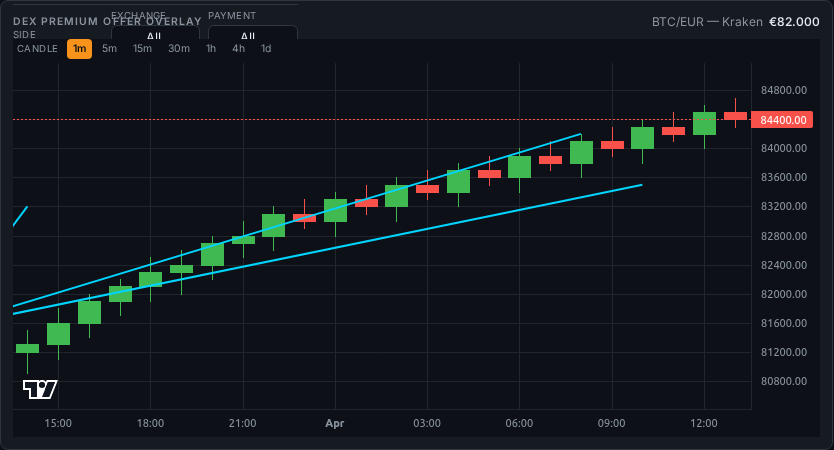 EXCHANGE
PAYMENT
DEX PREMIUM OFFER OVERLAY
BTC/EUR — Kraken €82.000
SIDE
All
All
CANDLE 1m 5m 15m 30m 1h 4h 1d
84800.00
84400.00
84000.00
83600.00
83200.00
82800.00
82400.00
82000.00
81600.00
81200.00
80800.00
15:00 18:00 21:00 Apr 03:00 06:00 09:00 12:00